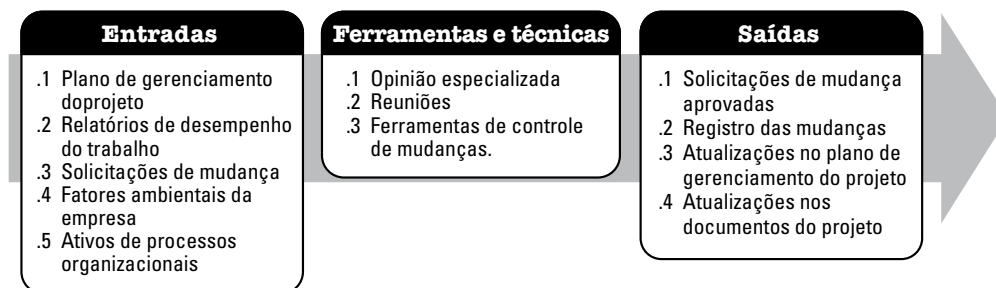 Entradas
.1 Plano de gerenciamento
doprojeto
.2 Relatórios de desempenho
do trabalho
.3 Solicitações de mudança
.4 Fatores ambientais da
empresa
.5 Ativos de processos
organizacionais
Ferramentas e técnicas
.1 Opinião especializada
.2 Reuniões
.3 Ferramentas de controle
de mudanças.
Saídas
.1 Solicitações de mudança
aprovadas
.2 Registro das mudanças
.3 Atualizações no plano de
gerenciamento do projeto
.4 Atualizações nos
documentos do projeto